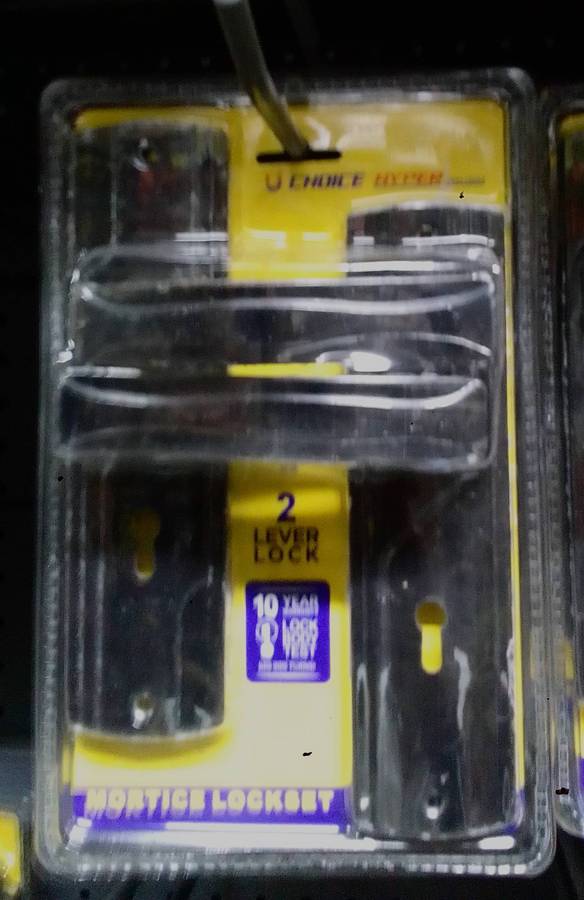 U CHOICE HYPER
2
LEVER
LOCK
10 YEAR
LOCK
BODY
TEST
MORTICE LOCKSET